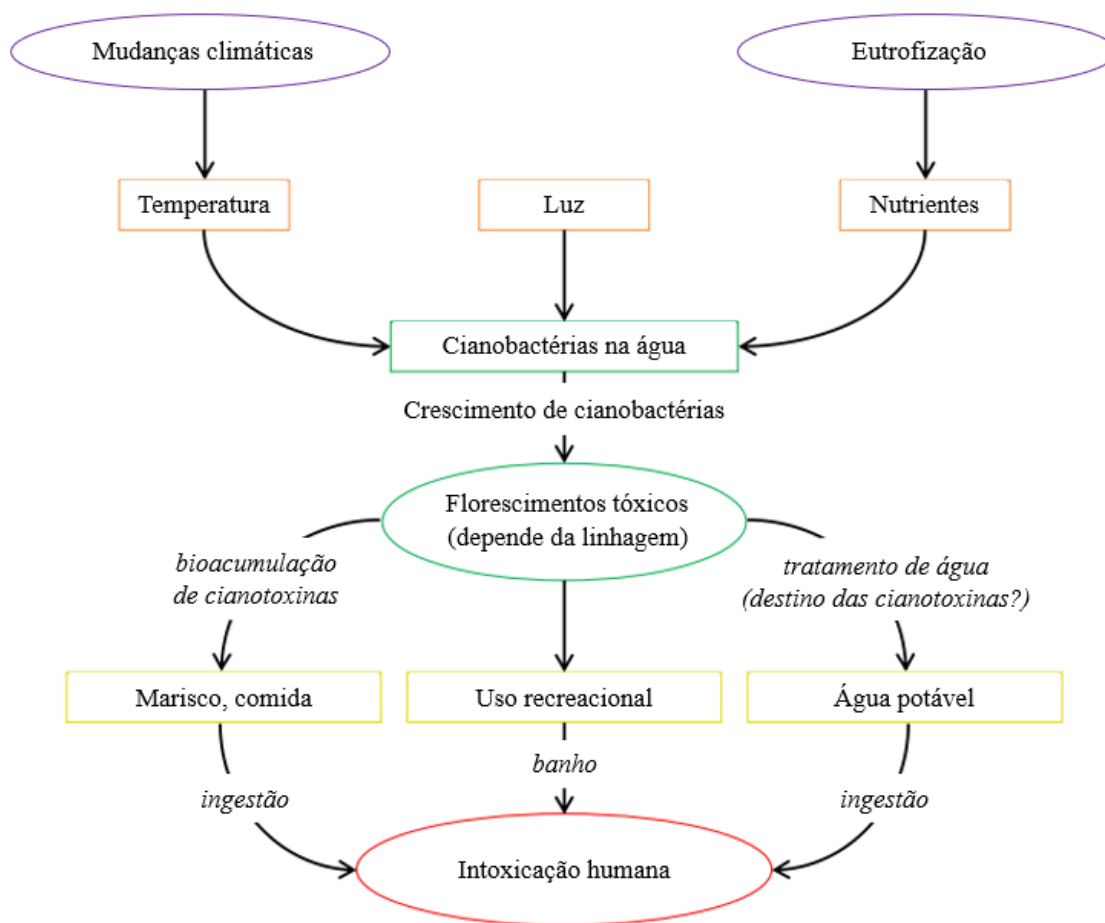 Mudanças climáticas
Eutrofização
Temperatura
Luz
Nutrientes
Cianobactérias na água
Crescimento de cianobactérias
Florescimentos tóxicos
(depende da linhagem)
bioacumulação
de cianotoxinas
tratamento de água
(destino das cianotoxinas?)
Marisco, comida
Uso recreacional
Água potável
banho
ingestão
ingestão
Intoxicação humana